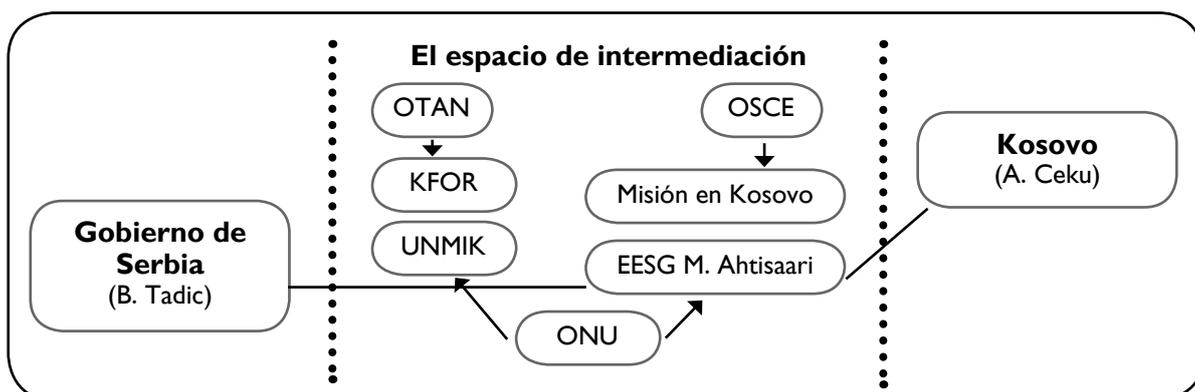 El espacio de intermediación
OTAN
OSCE
KFOR
Misión en Kosovo
UNMIK
EESG M. Ahtisaari
ONU
Gobierno de
Serbia
(B. Tadic)
Kosovo
(A. Ceku)